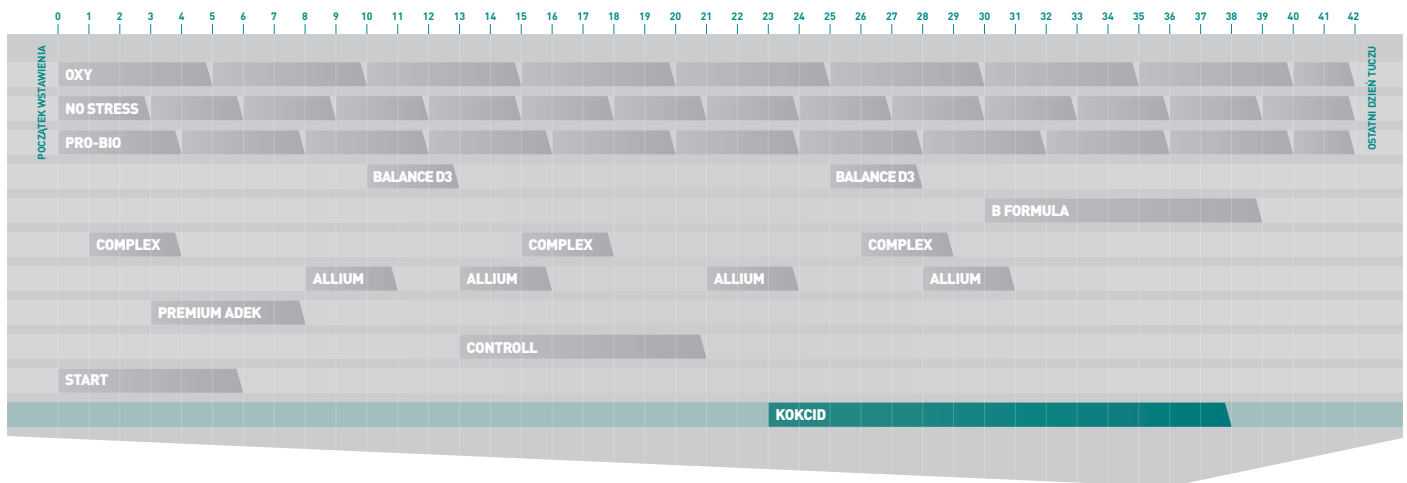 0 1 2 3 4 5 6 7 8 9 10 11 12 13 14 15 16 17 18 19 20 21 22 23 24 25 26 27 28 29 30 31 32 33 34 35 36 37 38 39 40 41 42
POCZĄTEK WSTAWIENIA
OSTATNI DZIEŃ TUCZU
OXY
NO STRESS
PRO-BIO
BALANCE D3 BALANCE D3
B FORMULA
COMPLEX COMPLEX COMPLEX
ALLIUM ALLIUM ALLIUM ALLIUM
PREMIUM ADEK
CONTROLL
START
KOKCID